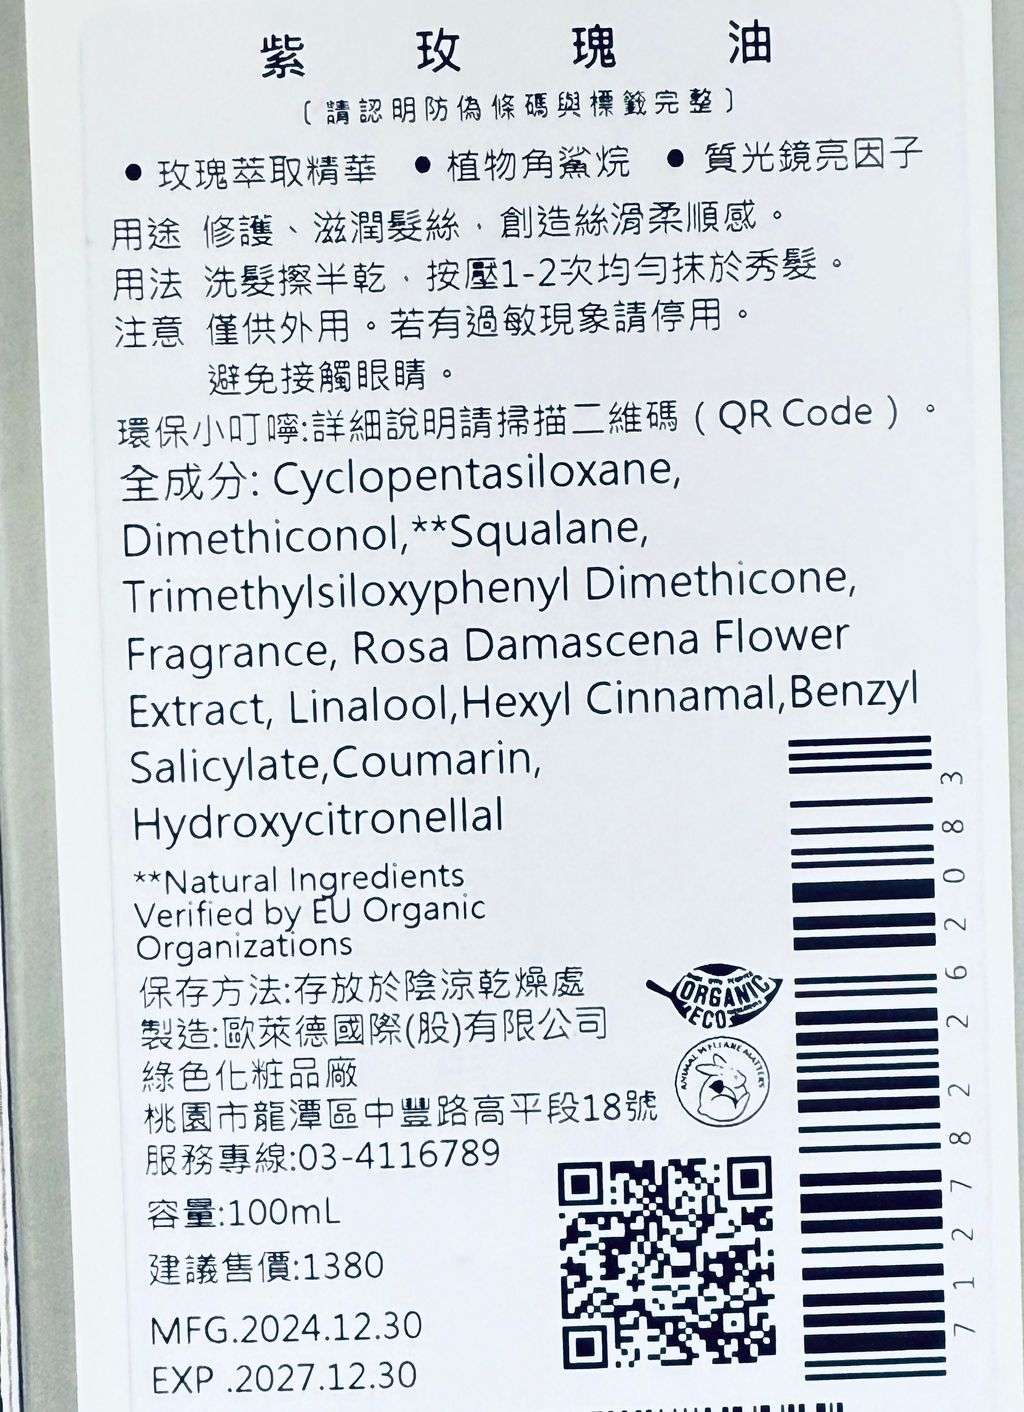 紫玫瑰油
〔請認明防偽條碼與標籤完整〕
●玫瑰萃取精華 ●植物角鯊烷 ●質光鏡亮因子
用途 修護、滋潤髮絲，創造絲滑柔順感。
用法 洗髮擦半乾，按壓1-2次均勻抹於秀髮。
注意 僅供外用。若有過敏現象請停用。
避免接觸眼睛。
環保小叮嚀:詳細說明請掃描二維碼（QR Code）。
全成分: Cyclopentasiloxane,
Dimethiconol,**Squalane,
Trimethylsiloxyphenyl Dimethicone,
Fragrance, Rosa Damascena Flower
Extract, Linalool,Hexyl Cinnamal,Benzyl
Salicylate,Coumarin,
Hydroxycitronellal
**Natural Ingredients
Verified by EU Organic
Organizations
保存方法:存放於陰涼乾燥處
製造:歐萊德國際(股)有限公司
綠色化粧品廠
桃園市龍潭區中豐路高平段18號
服務專線:03-4116789
容量:100mL
建議售價:1380
MFG.2024.12.30
EXP .2027.12.30
ORGANIC
ECO
ANIMAL WELFARE MATTERS
7127822620 83